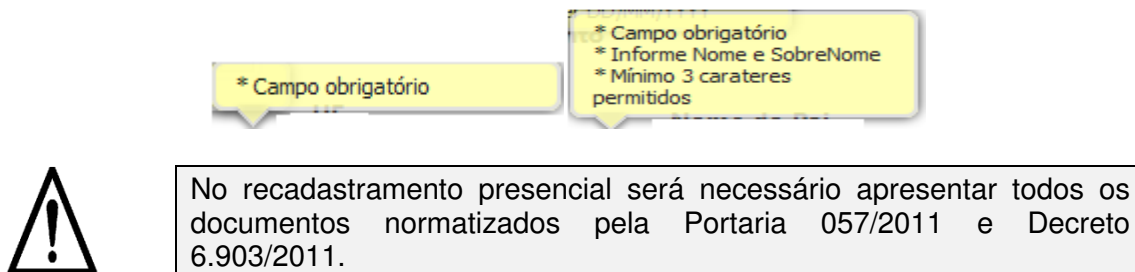 * Campo obrigatório
* Campo obrigatório
* Informe Nome e SobreNome
* Mínimo 3 carateres
permitidos
No recadastramento presencial será necessário apresentar todos os
documentos normatizados pela Portaria 057/2011 e Decreto
6.903/2011.